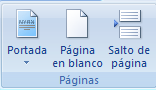 Portada
Página
en blanco
Salto de
página
Páginas